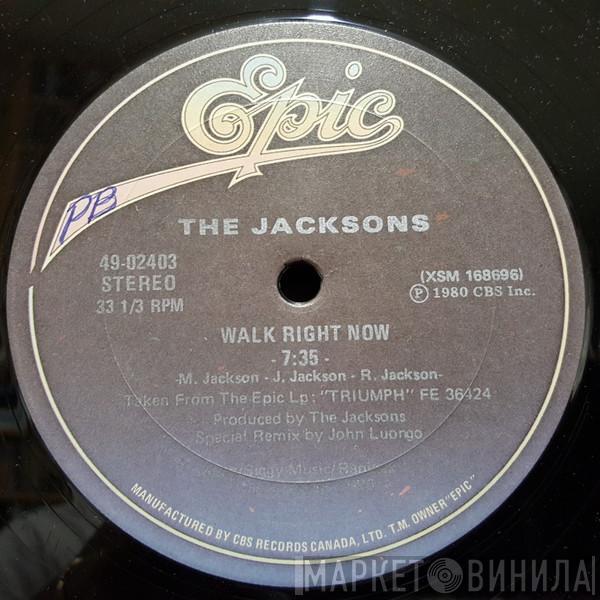 Epic
PB
THE JACKSONS
49-02403
STEREO
33 1/3 RPM
(XSM 168696)
Ⓟ 1980 CBS Inc.
WALK RIGHT NOW
- 7:35 -
-M. Jackson - J. Jackson - R. Jackson-
Taken From The Epic Lp: "TRIUMPH" FE 36424
Produced by The Jacksons
Special Remix by John Luongo
Siggy Music/
MANUFACTURED BY CBS RECORDS CANADA, LTD. T.M. OWNER "EPIC"
МАРКЕТ ВИНИЛА